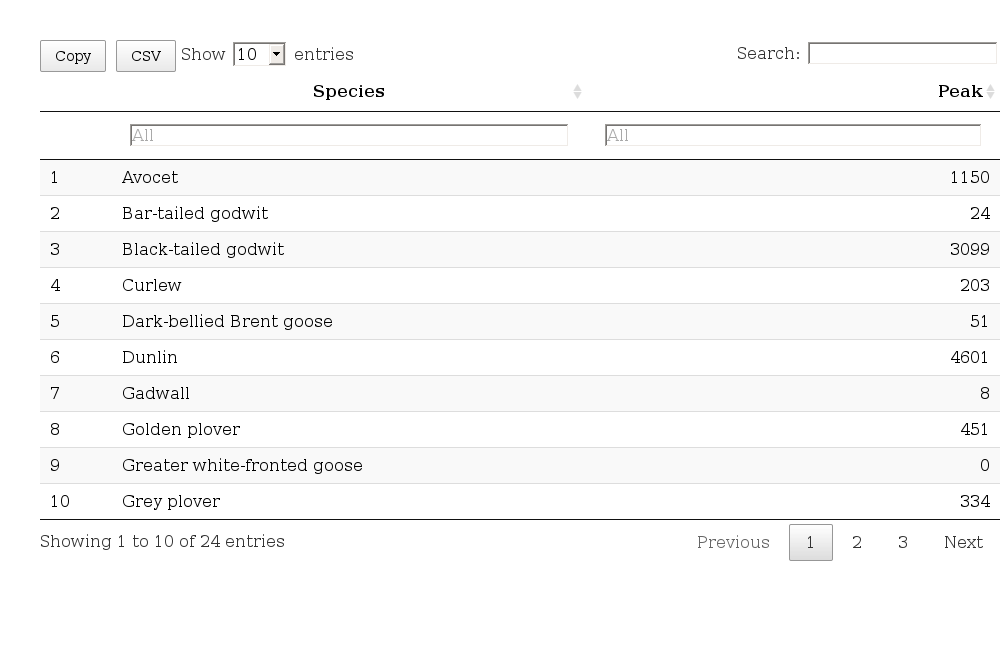 Copy CSV Show 10 entries Search:
Species Peak
All All
1 Avocet 1150
2 Bar-tailed godwit 24
3 Black-tailed godwit 3099
4 Curlew 203
5 Dark-bellied Brent goose 51
6 Dunlin 4601
7 Gadwall 8
8 Golden plover 451
9 Greater white-fronted goose 0
10 Grey plover 334
Showing 1 to 10 of 24 entries Previous 1 2 3 Next